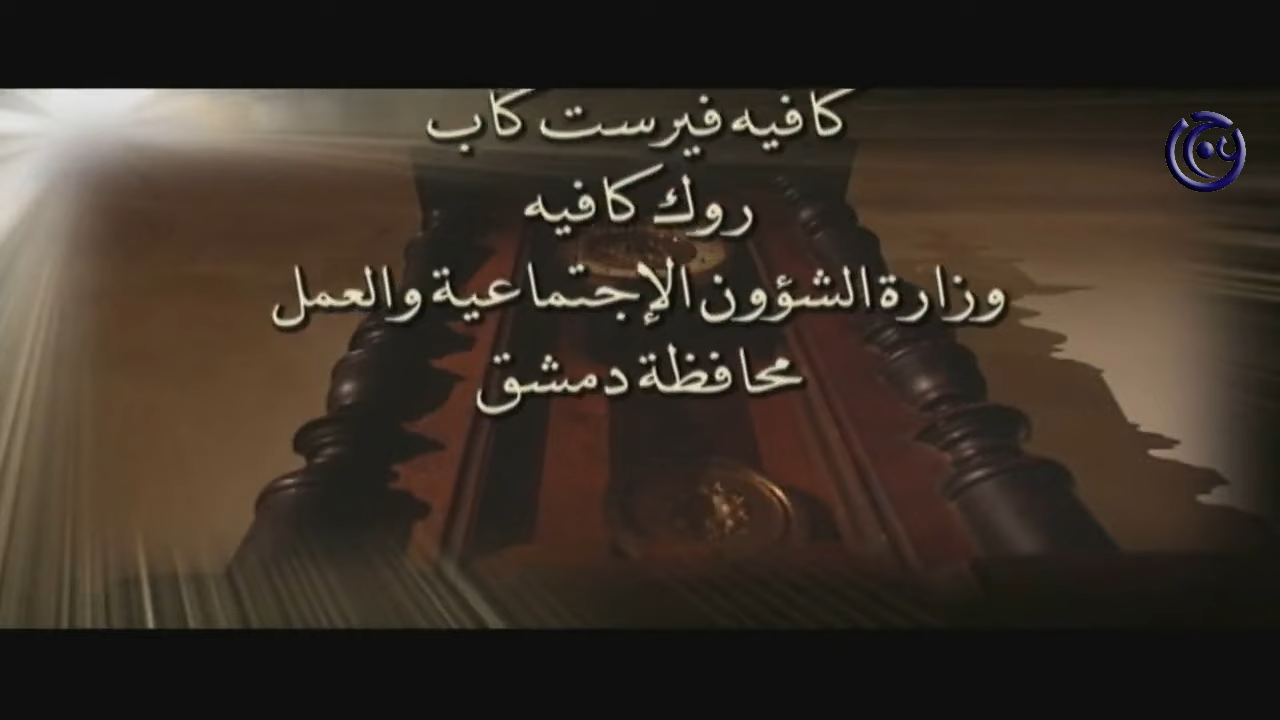 كافيه فيرست كاب
روك كافيه
وزارة الشؤون الإجتماعية والعمل
محافظة دمشق